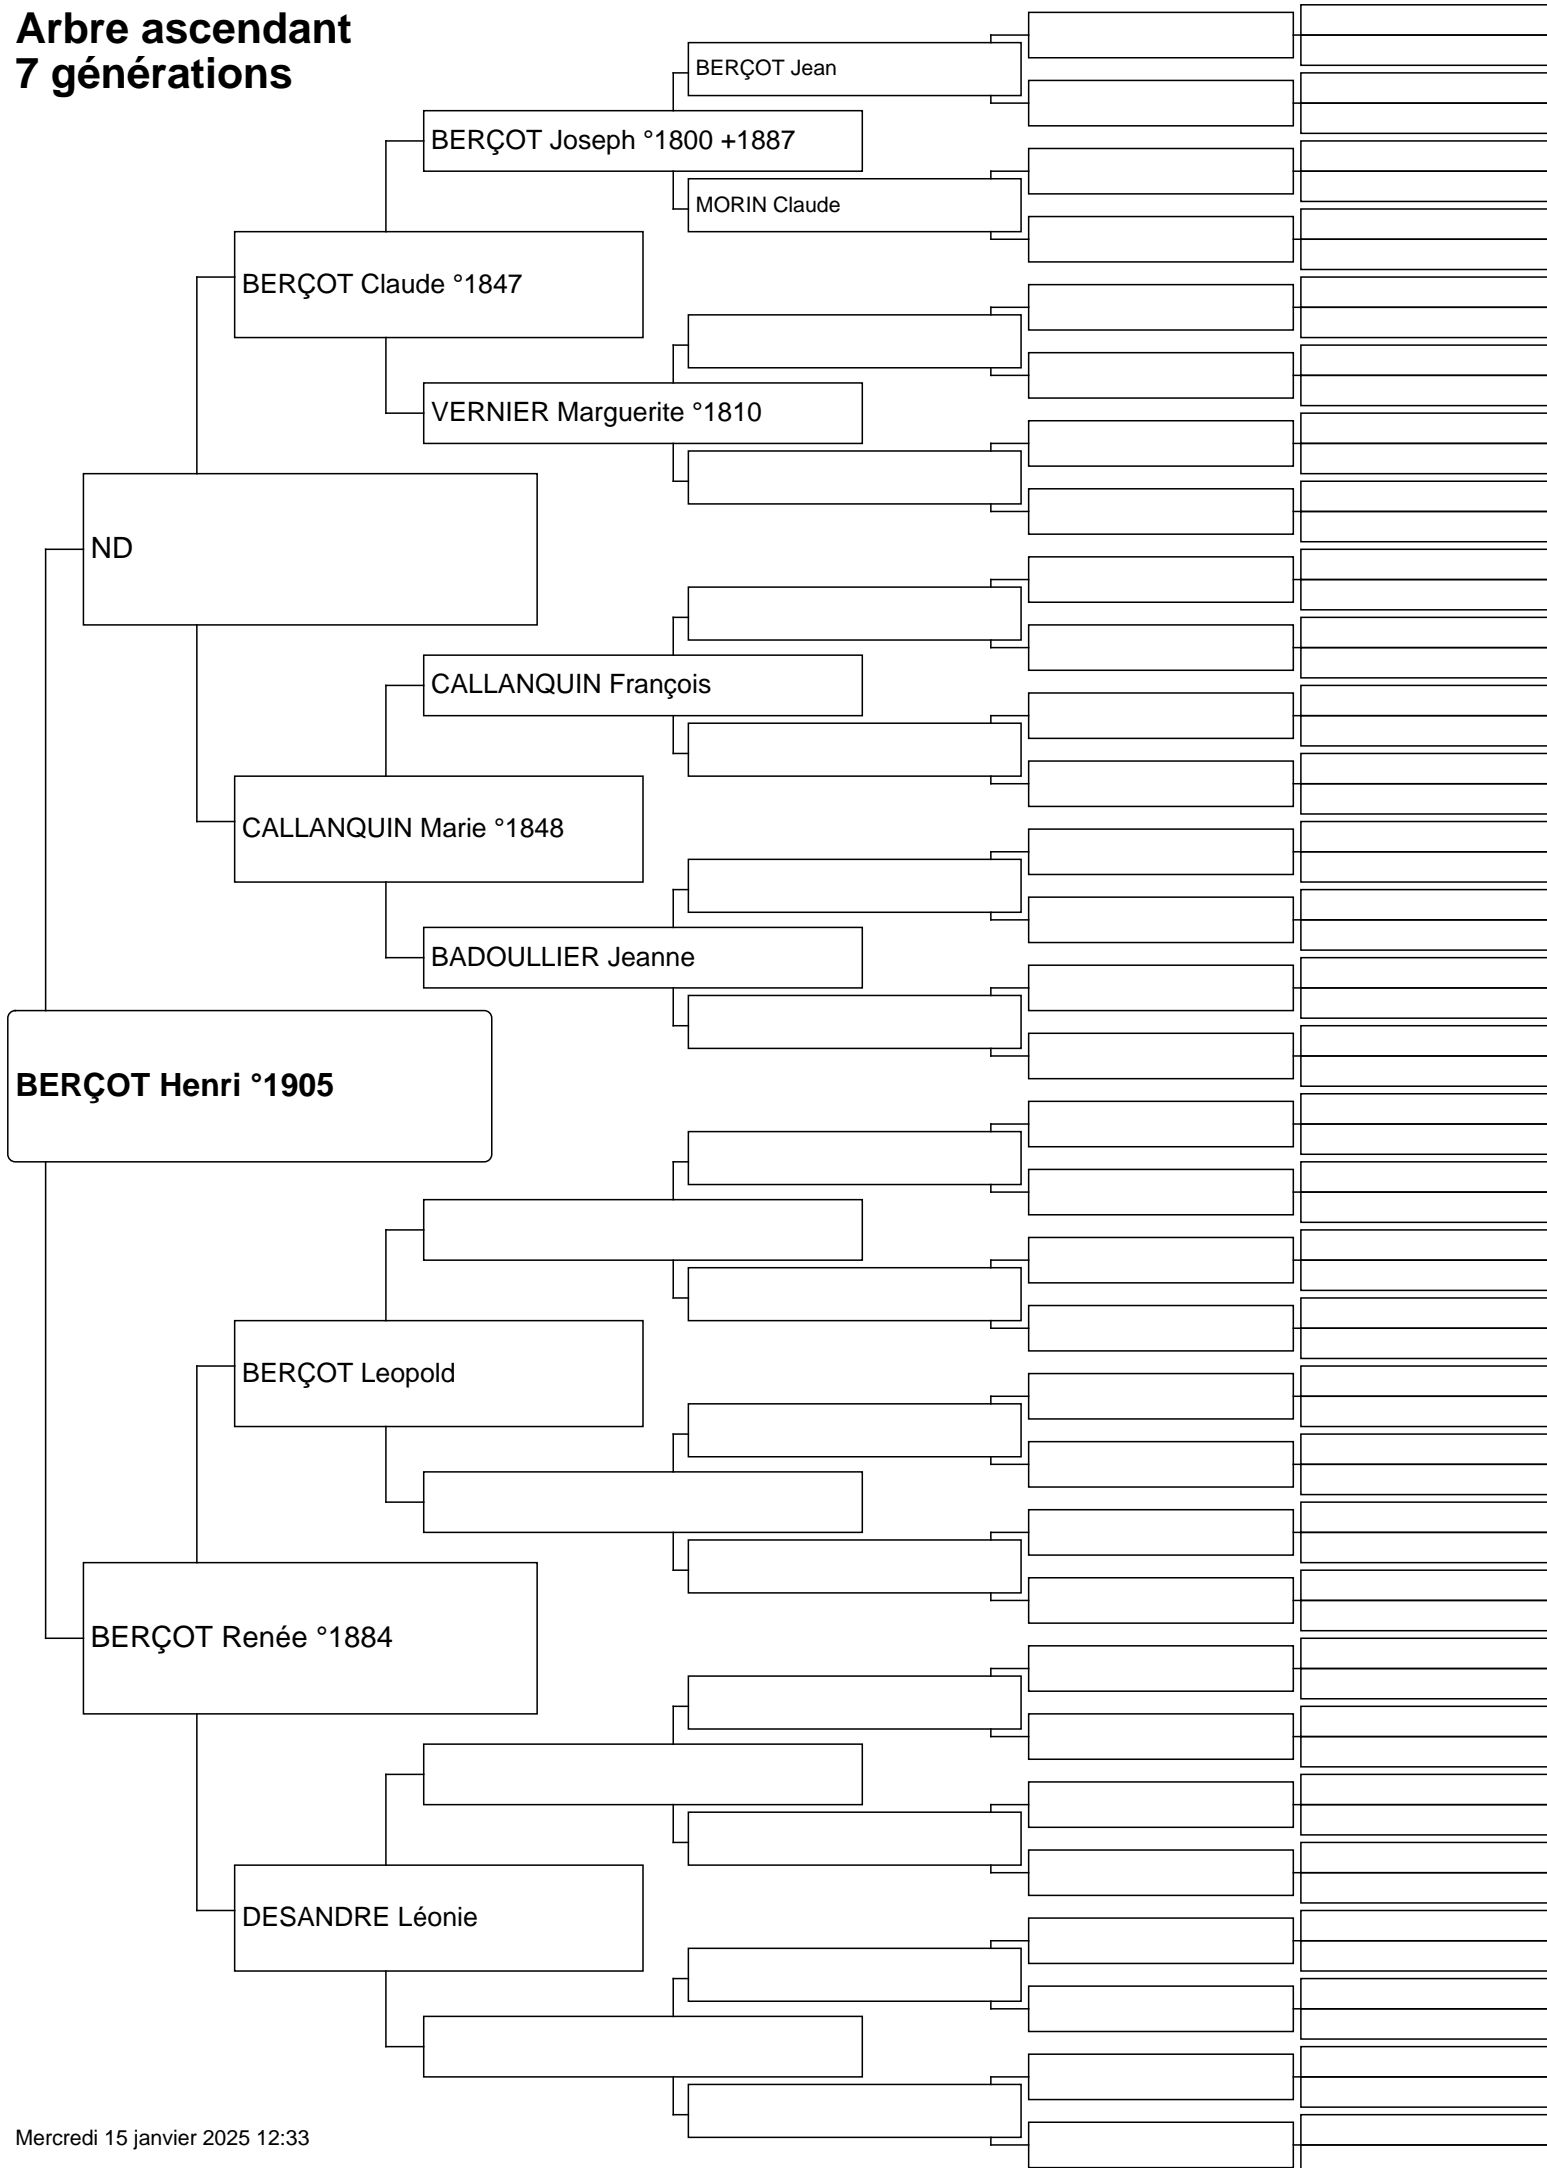 Arbre ascendant
7 générations
BERÇOT Jean
BERÇOT Joseph °1800 +1887
MORIN Claude
BERÇOT Claude °1847
VERNIER Marguerite °1810
ND
CALLANQUIN François
CALLANQUIN Marie °1848
BADOULLIER Jeanne
BERÇOT Henri °1905
BERÇOT Leopold
BERÇOT Renée °1884
DESANDRE Léonie
Mercredi 15 janvier 2025 12:33